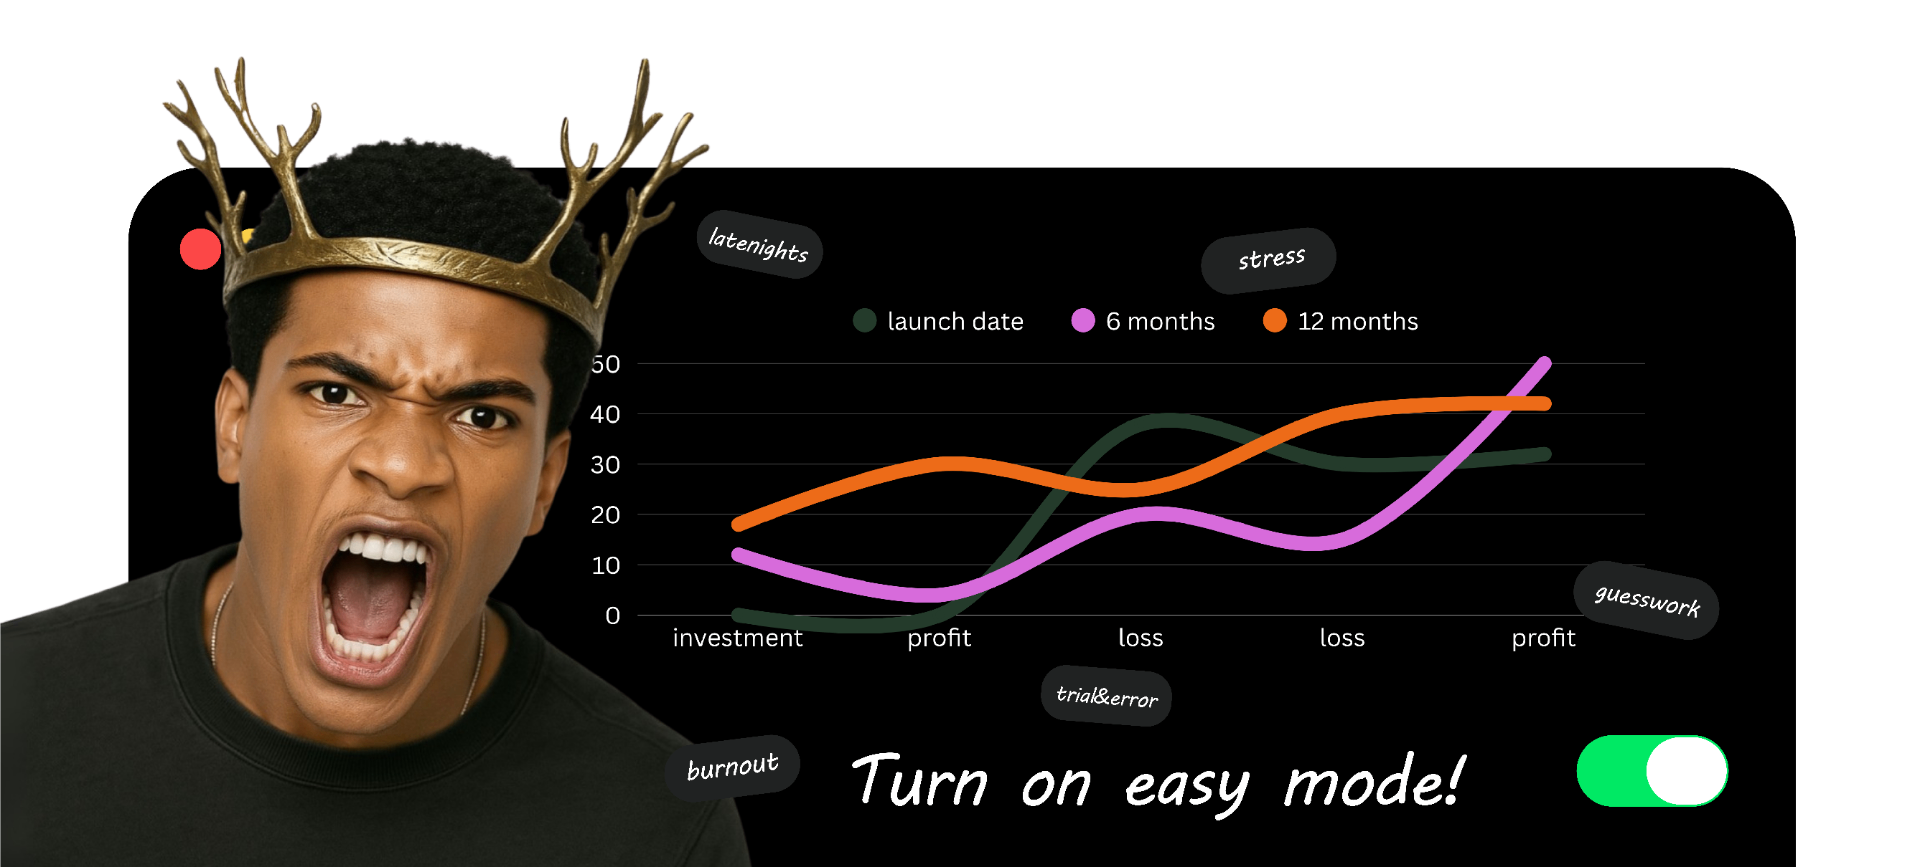 latenights
stress
launch date
6 months
12 months
50
40
30
20
10
0
investment
profit
loss
loss
profit
guesswork
trial&error
burnout
Turn on easy mode!